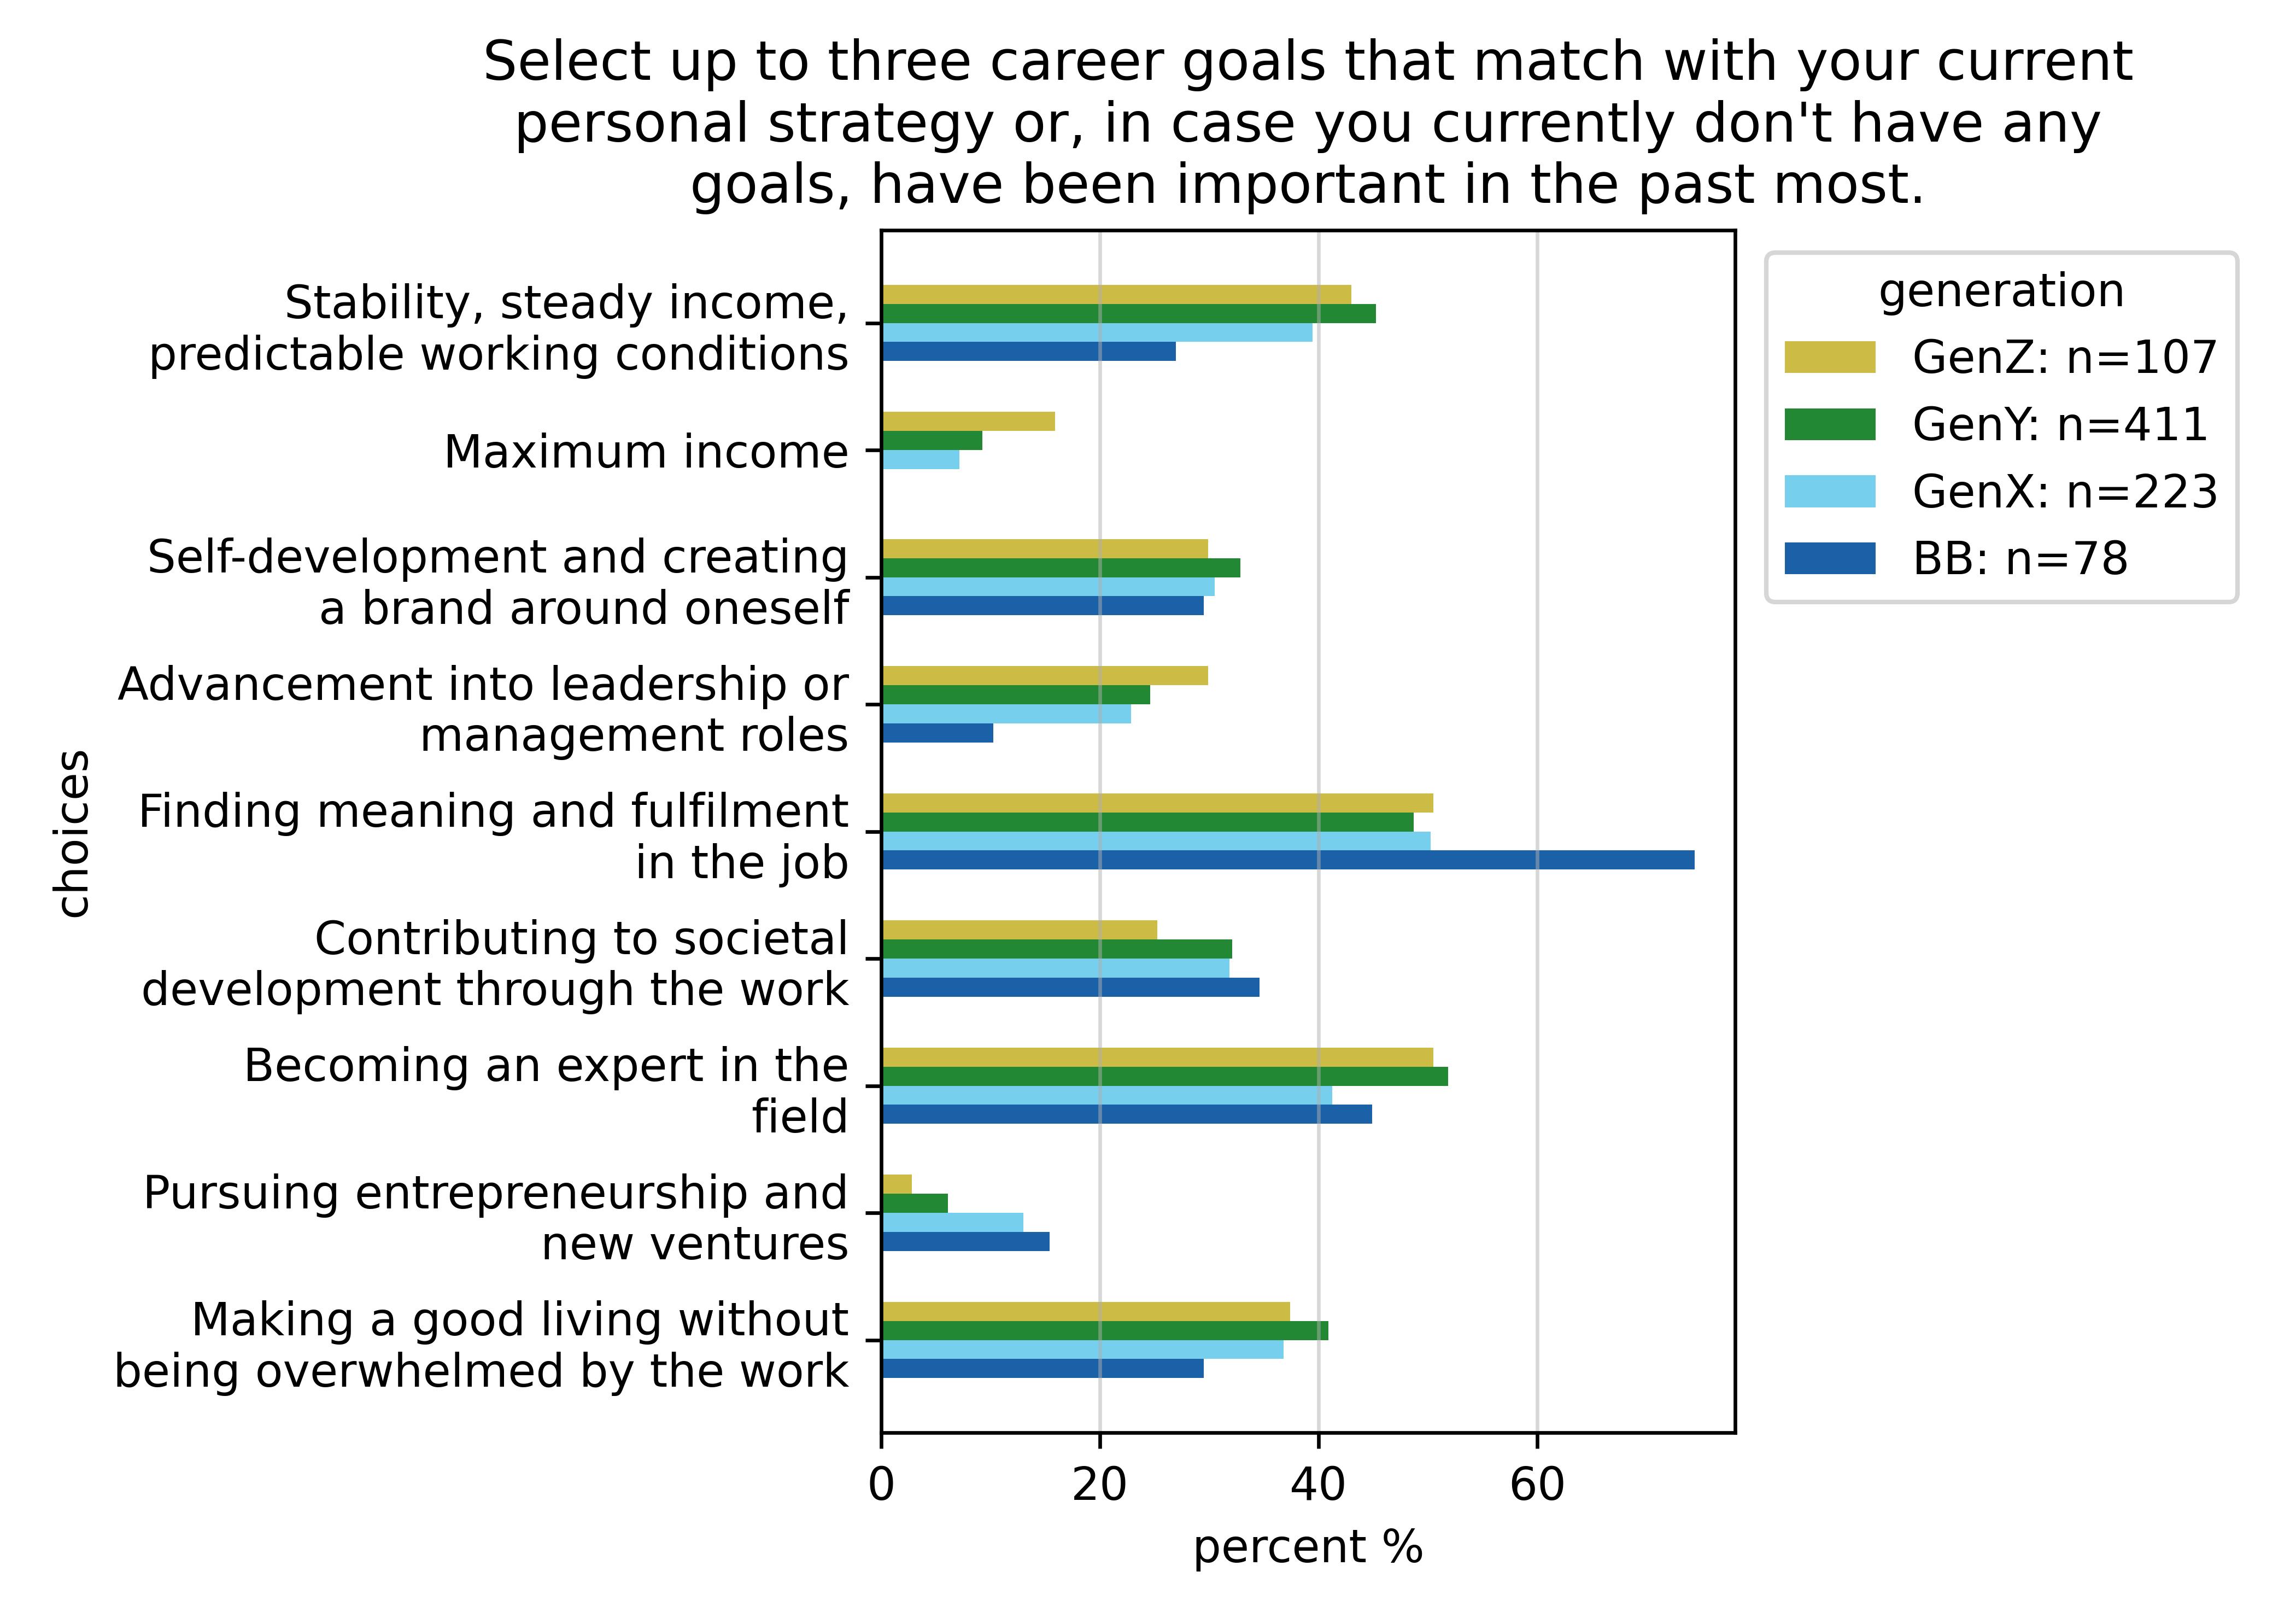 Select up to three career goals that match with your current
personal strategy or, in case you currently don't have any
goals, have been important in the past most.
Stability, steady income,
predictable working conditions
Maximum income
Self-development and creating
a brand around oneself
Advancement into leadership or
management roles
Finding meaning and fulfilment
in the job
Contributing to societal
development through the work
Becoming an expert in the
field
Pursuing entrepreneurship and
new ventures
Making a good living without
being overwhelmed by the work
choices
0 20 40 60
percent %
generation
GenZ: n=107
GenY: n=411
GenX: n=223
BB: n=78